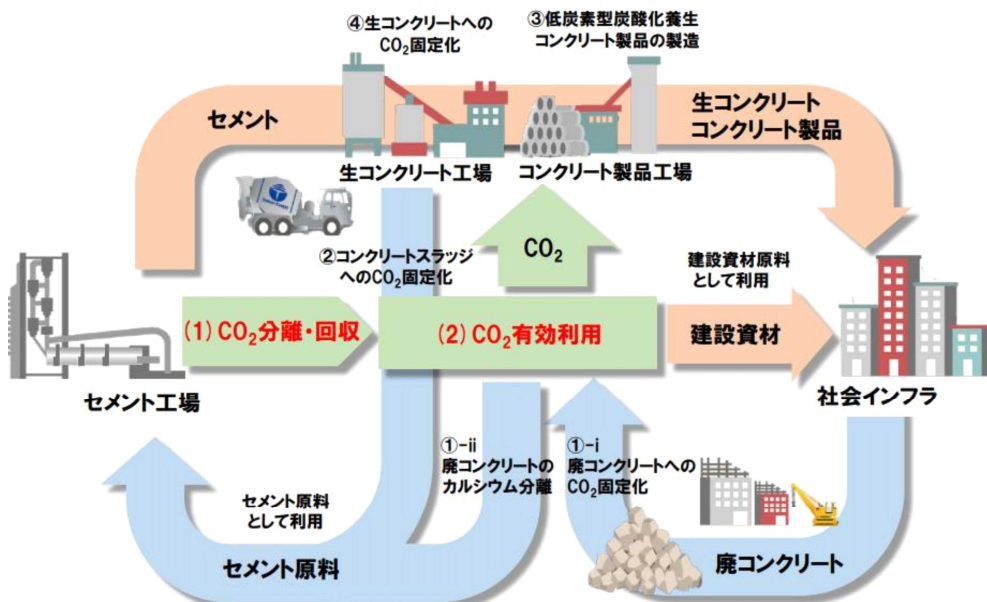 ④生コンクリートへの
CO₂固定化
③低炭素型炭酸化養生
コンクリート製品の製造
セメント
生コンクリート
コンクリート製品
生コンクリート工場
コンクリート製品工場
②コンクリートスラッジ
へのCO₂固定化
CO₂
建設資材原料
として利用
(1)CO₂分離・回収
(2)CO₂有効利用
建設資材
セメント工場
社会インフラ
①-ii
廃コンクリートの
カルシウム分離
①-i
廃コンクリートへの
CO₂固定化
セメント原料
として利用
セメント原料
廃コンクリート